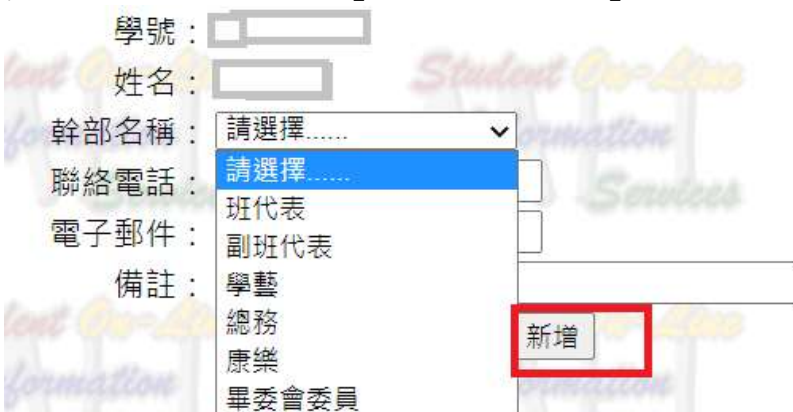 學號：
姓名：
幹部名稱： 請選擇......
聯絡電話：
電子郵件：
備註：
請選擇......
班代表
副班代表
學藝
總務
康樂
畢委會委員
新增
Student On-Line
Information
Services